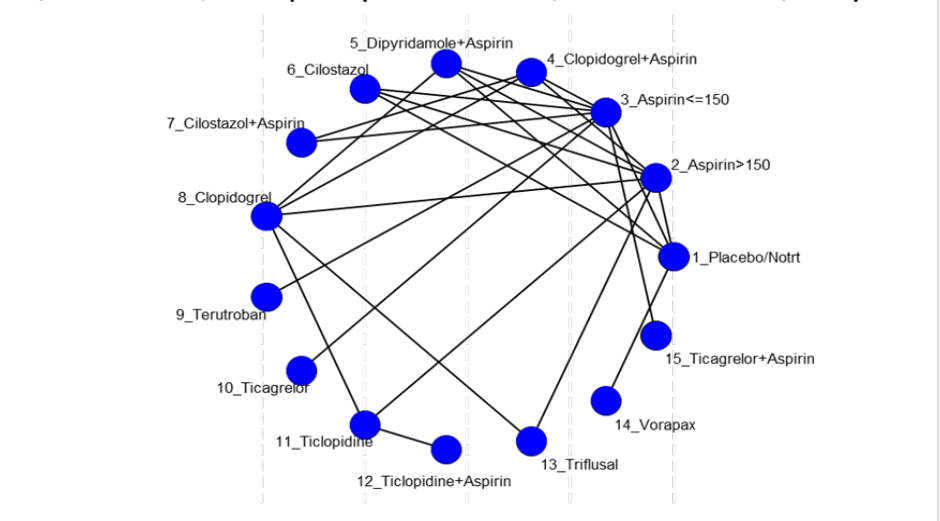 5_Dipyridamole+Aspirin
4_Clopidogrel+Aspirin
6_Cilostazol
3_Aspirin<=150
7_Cilostazol+Aspirin
2_Aspirin>150
8_Clopidogrel
1_Placebo/Notrt
9_Terutroban
15_Ticagrelor+Aspirin
10_Ticagrelor
14_Vorapax
11_Ticlopidine
13_Triflusal
12_Ticlopidine+Aspirin